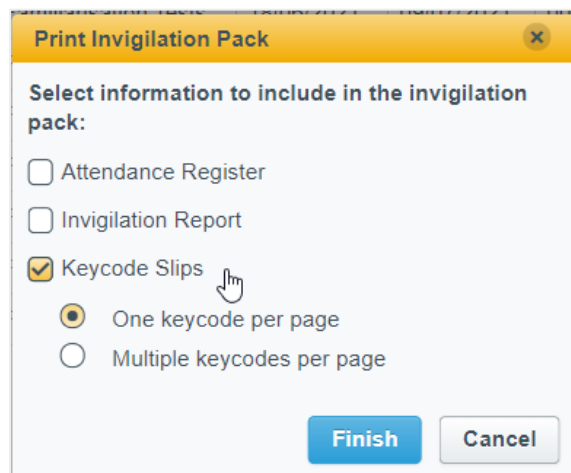 Print Invigilation Pack
Select information to include in the invigilation
pack:
Attendance Register
Invigilation Report
Keycode Slips
One keycode per page
Multiple keycodes per page
Finish
Cancel